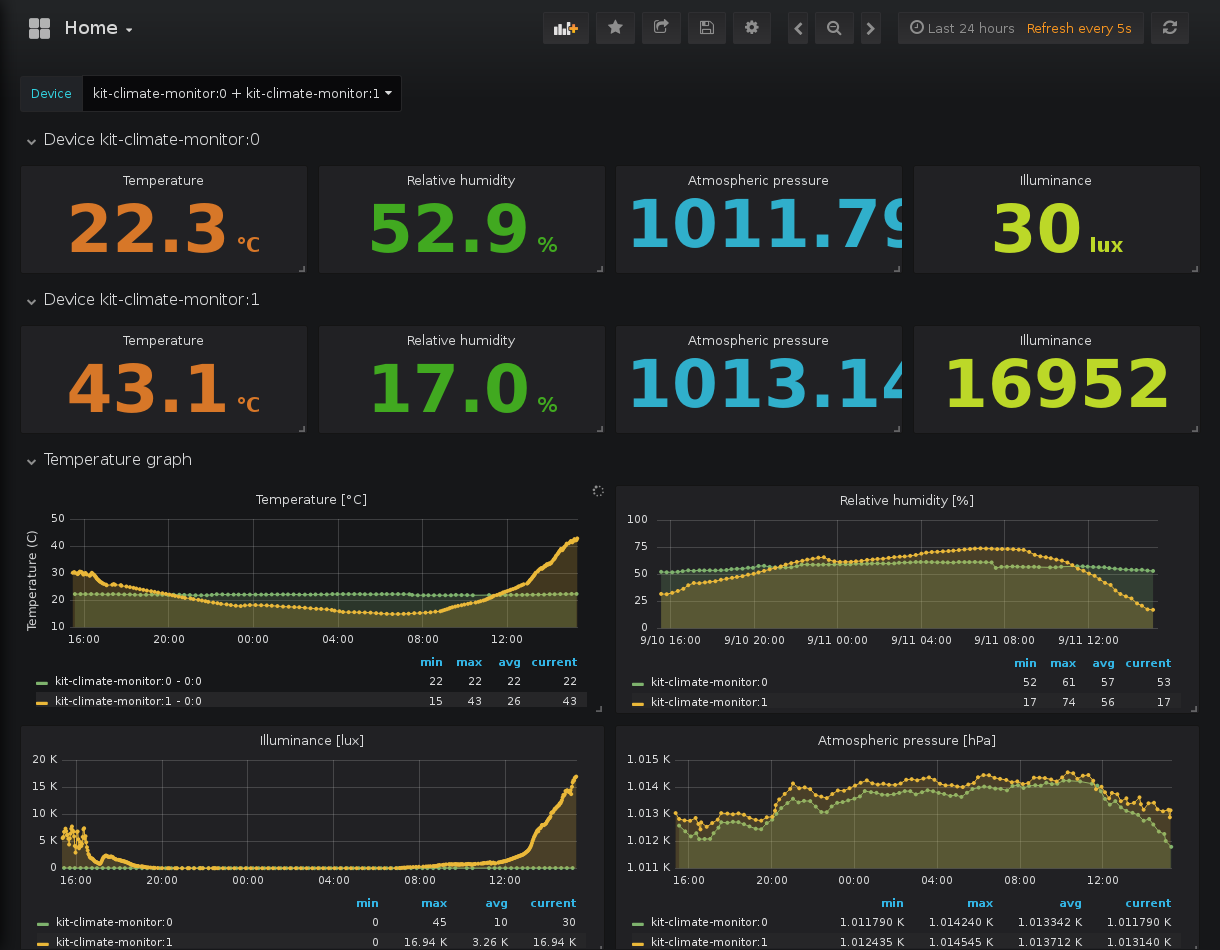 Home
Last 24 hours Refresh every 5s
Device kit-climate-monitor:0 + kit-climate-monitor:1
Device kit-climate-monitor:0
Temperature Relative humidity Atmospheric pressure Illuminance
22.3 °C 52.9 % 1011.79 30 lux
Device kit-climate-monitor:1
Temperature Relative humidity Atmospheric pressure Illuminance
43.1 °C 17.0 % 1013.14 16952
Temperature graph
Temperature [°C]
Temperature (C)
50
40
30
20
10
16:00 20:00 00:00 04:00 08:00 12:00
min max avg current
kit-climate-monitor:0 - 0:0 22 22 22 22
kit-climate-monitor:1 - 0:0 15 43 26 43
Relative humidity [%]
100
75
50
25
0
9/10 16:00 9/10 20:00 9/11 00:00 9/11 04:00 9/11 08:00 9/11 12:00
min max avg current
kit-climate-monitor:0 52 61 57 53
kit-climate-monitor:1 17 74 56 17
Illuminance [lux]
20 K
15 K
10 K
5 K
0
16:00 20:00 00:00 04:00 08:00 12:00
min max avg current
kit-climate-monitor:0 0 45 10 30
kit-climate-monitor:1 0 16.94 K 3.26 K 16.94 K
Atmospheric pressure [hPa]
1.015 K
1.014 K
1.013 K
1.012 K
1.011 K
16:00 20:00 00:00 04:00 08:00 12:00
min max avg current
kit-climate-monitor:0 1.011790 K 1.014240 K 1.013342 K 1.011790 K
kit-climate-monitor:1 1.012435 K 1.014545 K 1.013712 K 1.013140 K